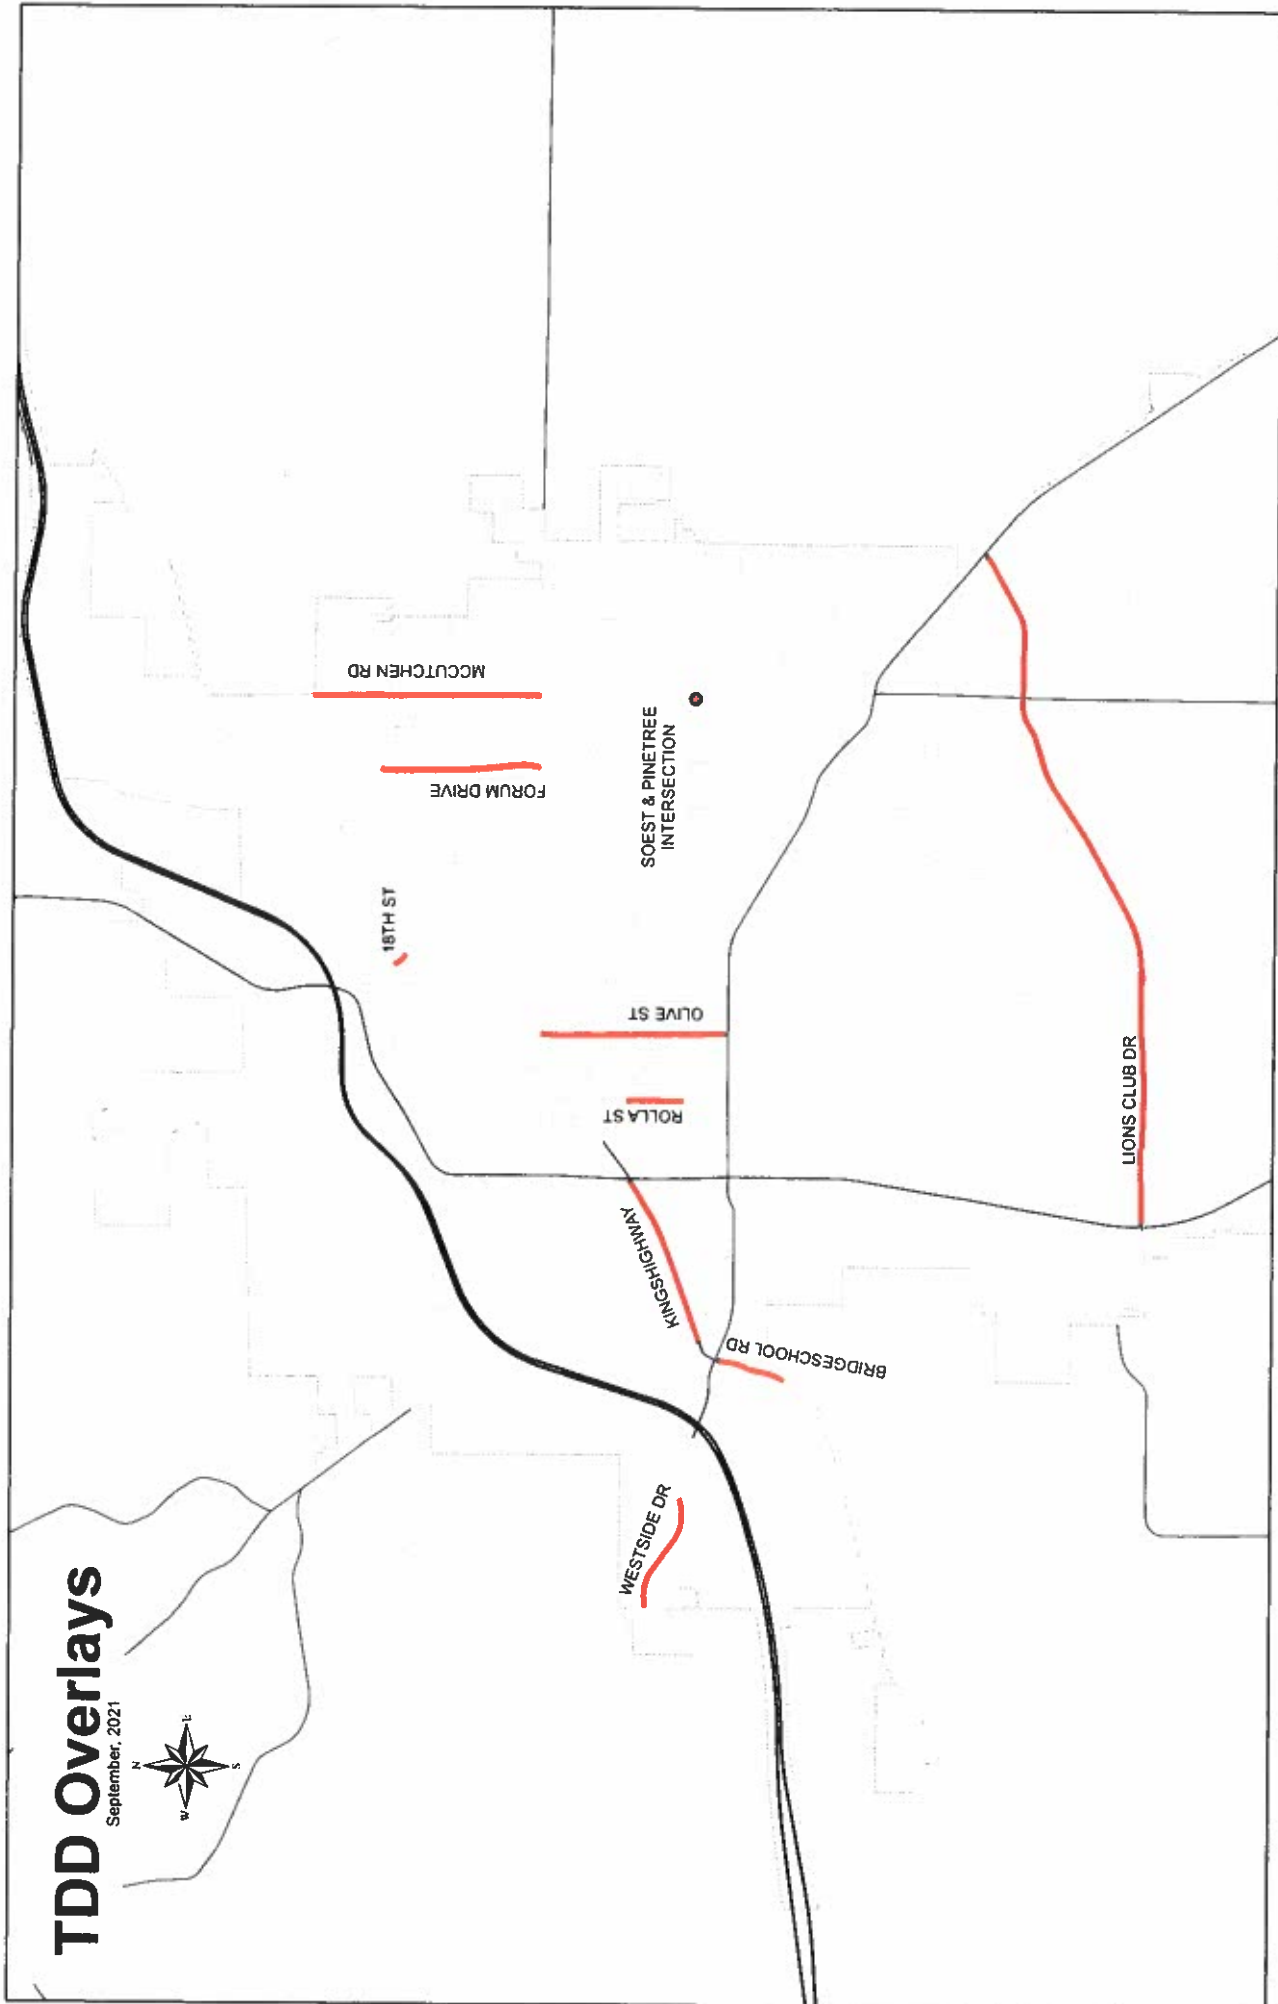 TDD Overlays
September, 2021
N
W
E
S
MCCUTCHEN RD
FORUM DRIVE
18TH ST
SOEST & PINETREE
INTERSECTION
OLIVE ST
ROLLA ST
KINGSHIGHWAY
BRIDGESCHOOL RD
WESTSIDE DR
LIONS CLUB DR